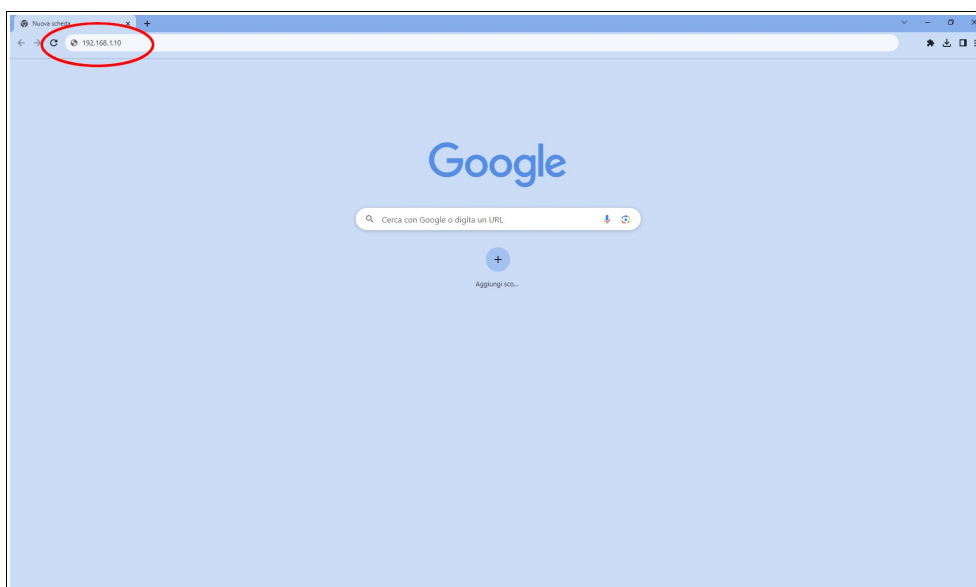 Nuova scheda
192.168.1.10
Google
Cerca con Google o digita un URL
Aggiungi sco...